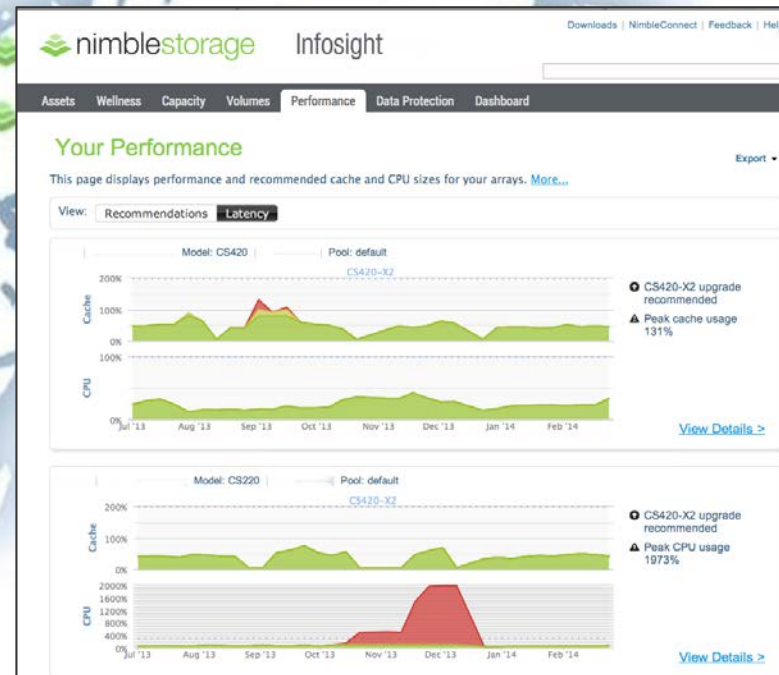 Downloads | NimbleConnect | Feedback | Hel
nimblestorage Infosight
Assets Wellness Capacity Volumes Performance Data Protection Dashboard
Your Performance
Export
This page displays performance and recommended cache and CPU sizes for your arrays. More...
View: Recommendations Latency
Model: CS420 Pool: default
CS420-X2
200%
100%
0%
Cache
100%
0%
CPU
Jul '13 Aug '13 Sep '13 Oct '13 Nov '13 Dec '13 Jan '14 Feb '14
CS420-X2 upgrade
recommended
Peak cache usage
131%
View Details >
Model: CS220 Pool: default
CS420-X2
200%
100%
0%
Cache
2000%
1600%
1200%
800%
400%
0%
CPU
Jul '13 Aug '13 Sep '13 Oct '13 Nov '13 Dec '13 Jan '14 Feb '14
CS420-X2 upgrade
recommended
Peak CPU usage
1973%
View Details >